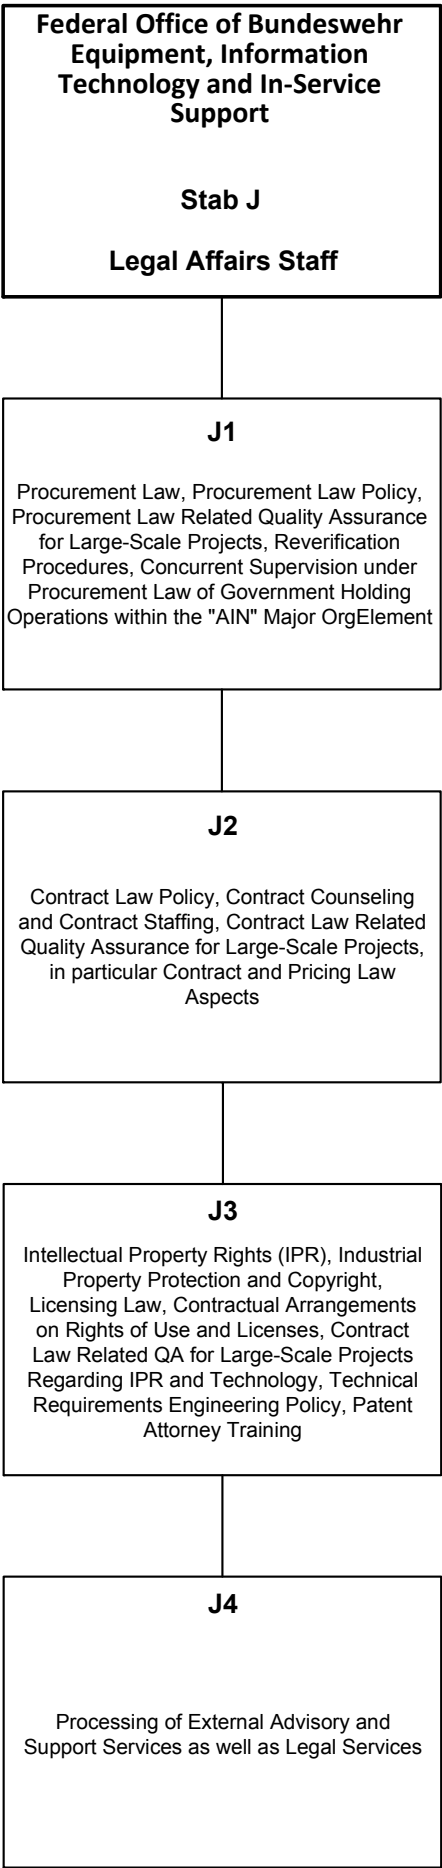 Federal Office of Bundeswehr
Equipment, Information
Technology and In-Service
Support
Stab J
Legal Affairs Staff
J1
Procurement Law, Procurement Law Policy,
Procurement Law Related Quality Assurance
for Large-Scale Projects, Reverification
Procedures, Concurrent Supervision under
Procurement Law of Government Holding
Operations within the "AIN" Major OrgElement
J2
Contract Law Policy, Contract Counseling
and Contract Staffing, Contract Law Related
Quality Assurance for Large-Scale Projects,
in particular Contract and Pricing Law
Aspects
J3
Intellectual Property Rights (IPR), Industrial
Property Protection and Copyright,
Licensing Law, Contractual Arrangements
on Rights of Use and Licenses, Contract
Law Related QA for Large-Scale Projects
Regarding IPR and Technology, Technical
Requirements Engineering Policy, Patent
Attorney Training
J4
Processing of External Advisory and
Support Services as well as Legal Services